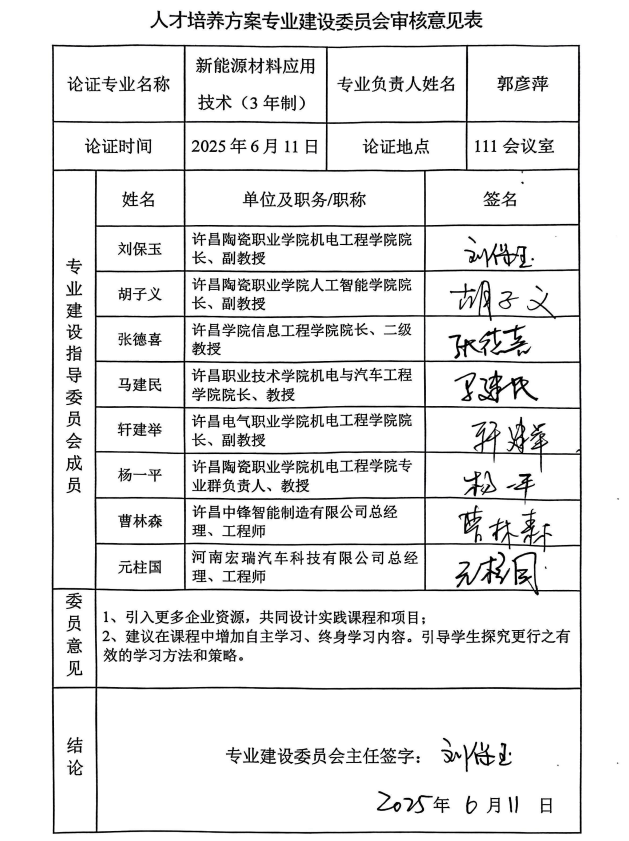 人才培养方案专业建设委员会审核意见表
论证专业名称
新能源材料应用
技术（3 年制）
专业负责人姓名
郭彦萍
论证时间
2025 年 6 月 11 日
论证地点
111 会议室
专业建设指导委员会成员
姓名
单位及职务/职称
签名
刘保玉
许昌陶瓷职业学院机电工程学院院
长、副教授
刘保玉
胡子义
许昌陶瓷职业学院人工智能学院院
长、副教授
胡子义
张德喜
许昌学院信息工程学院院长、二级
教授
张德喜
马建民
许昌职业技术学院机电与汽车工程
学院院长、教授
马建民
轩建举
许昌电气职业学院机电工程学院院
长、副教授
轩建举
杨一平
许昌陶瓷职业学院机电工程学院专
业群负责人、教授
杨一平
曹林森
许昌中锋智能制造有限公司总经
理、工程师
曹林森
元柱国
河南宏瑞汽车科技有限公司总经
理、工程师
元柱国
委员意见
1、引入更多企业资源，共同设计实践课程和项目；
2、建议在课程中增加自主学习、终身学习内容。引导学生探究更行之有
效的学习方法和策略。
结论
专业建设委员会主任签字：刘保玉
2025 年 6 月 11 日